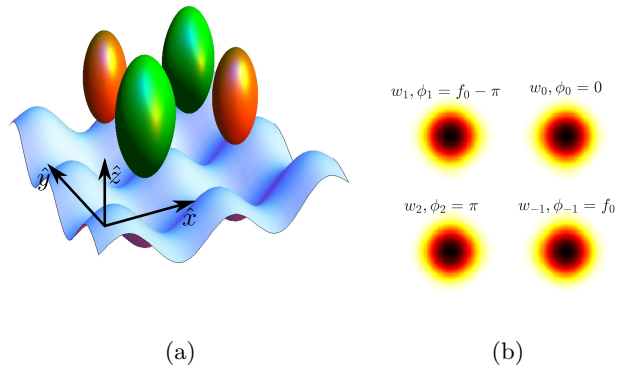 ŷ
ẑ
x̂
(a)
w₁, ϕ₁ = f₀ − π
w₀, ϕ₀ = 0
w₂, ϕ₂ = π
w₋₁, ϕ₋₁ = f₀
(b)